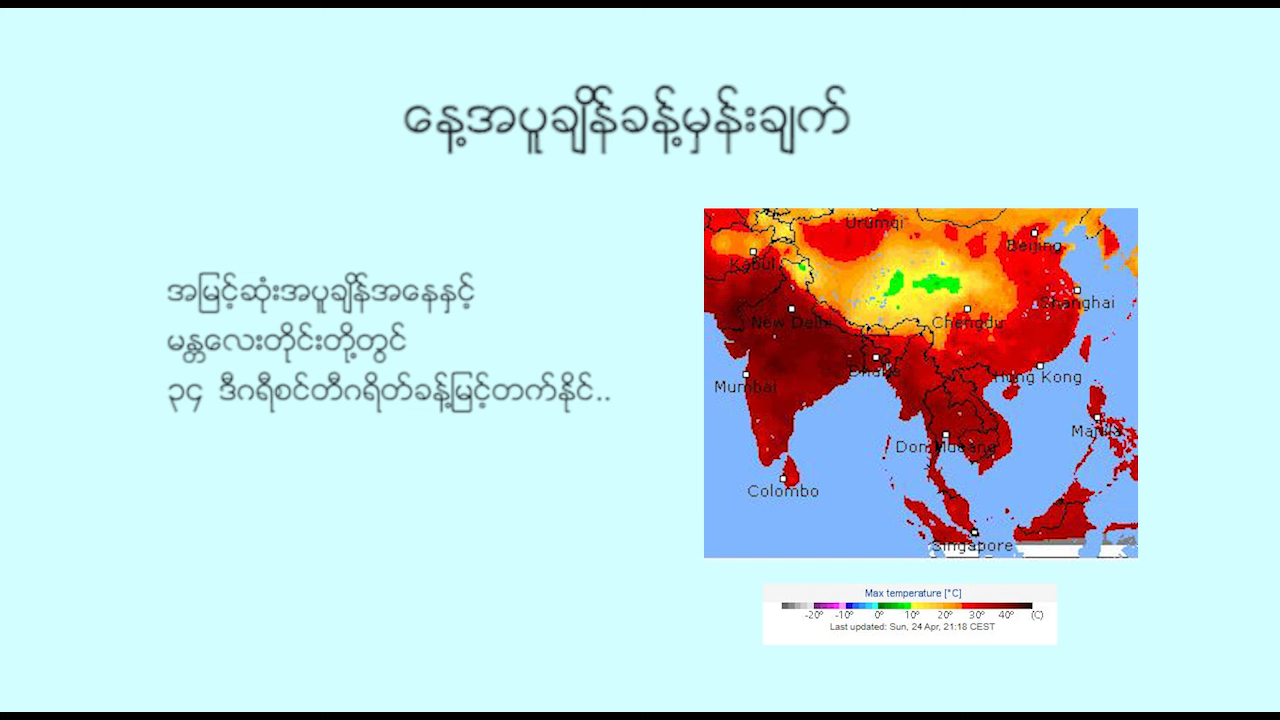 နေ့အပူချိန်ခန့်မှန်းချက်
အမြင့်ဆုံးအပူချိန်အနေနှင့်
မန္တလေးတိုင်းတို့တွင်
၃၄ ဒီဂရီစင်တီဂရိတ်ခန့်မြင့်တက်နိုင်..
Urumqi
Beijing
Kabul
Shanghai
New Delhi
Chengdu
Dhaka
Hong Kong
Mumbai
Manila
Don Mueang
Colombo
Singapore
Max temperature [°C]
-20° -10° 0° 10° 20° 30° 40° (C)
Last updated: Sun, 24 Apr, 21:18 CEST